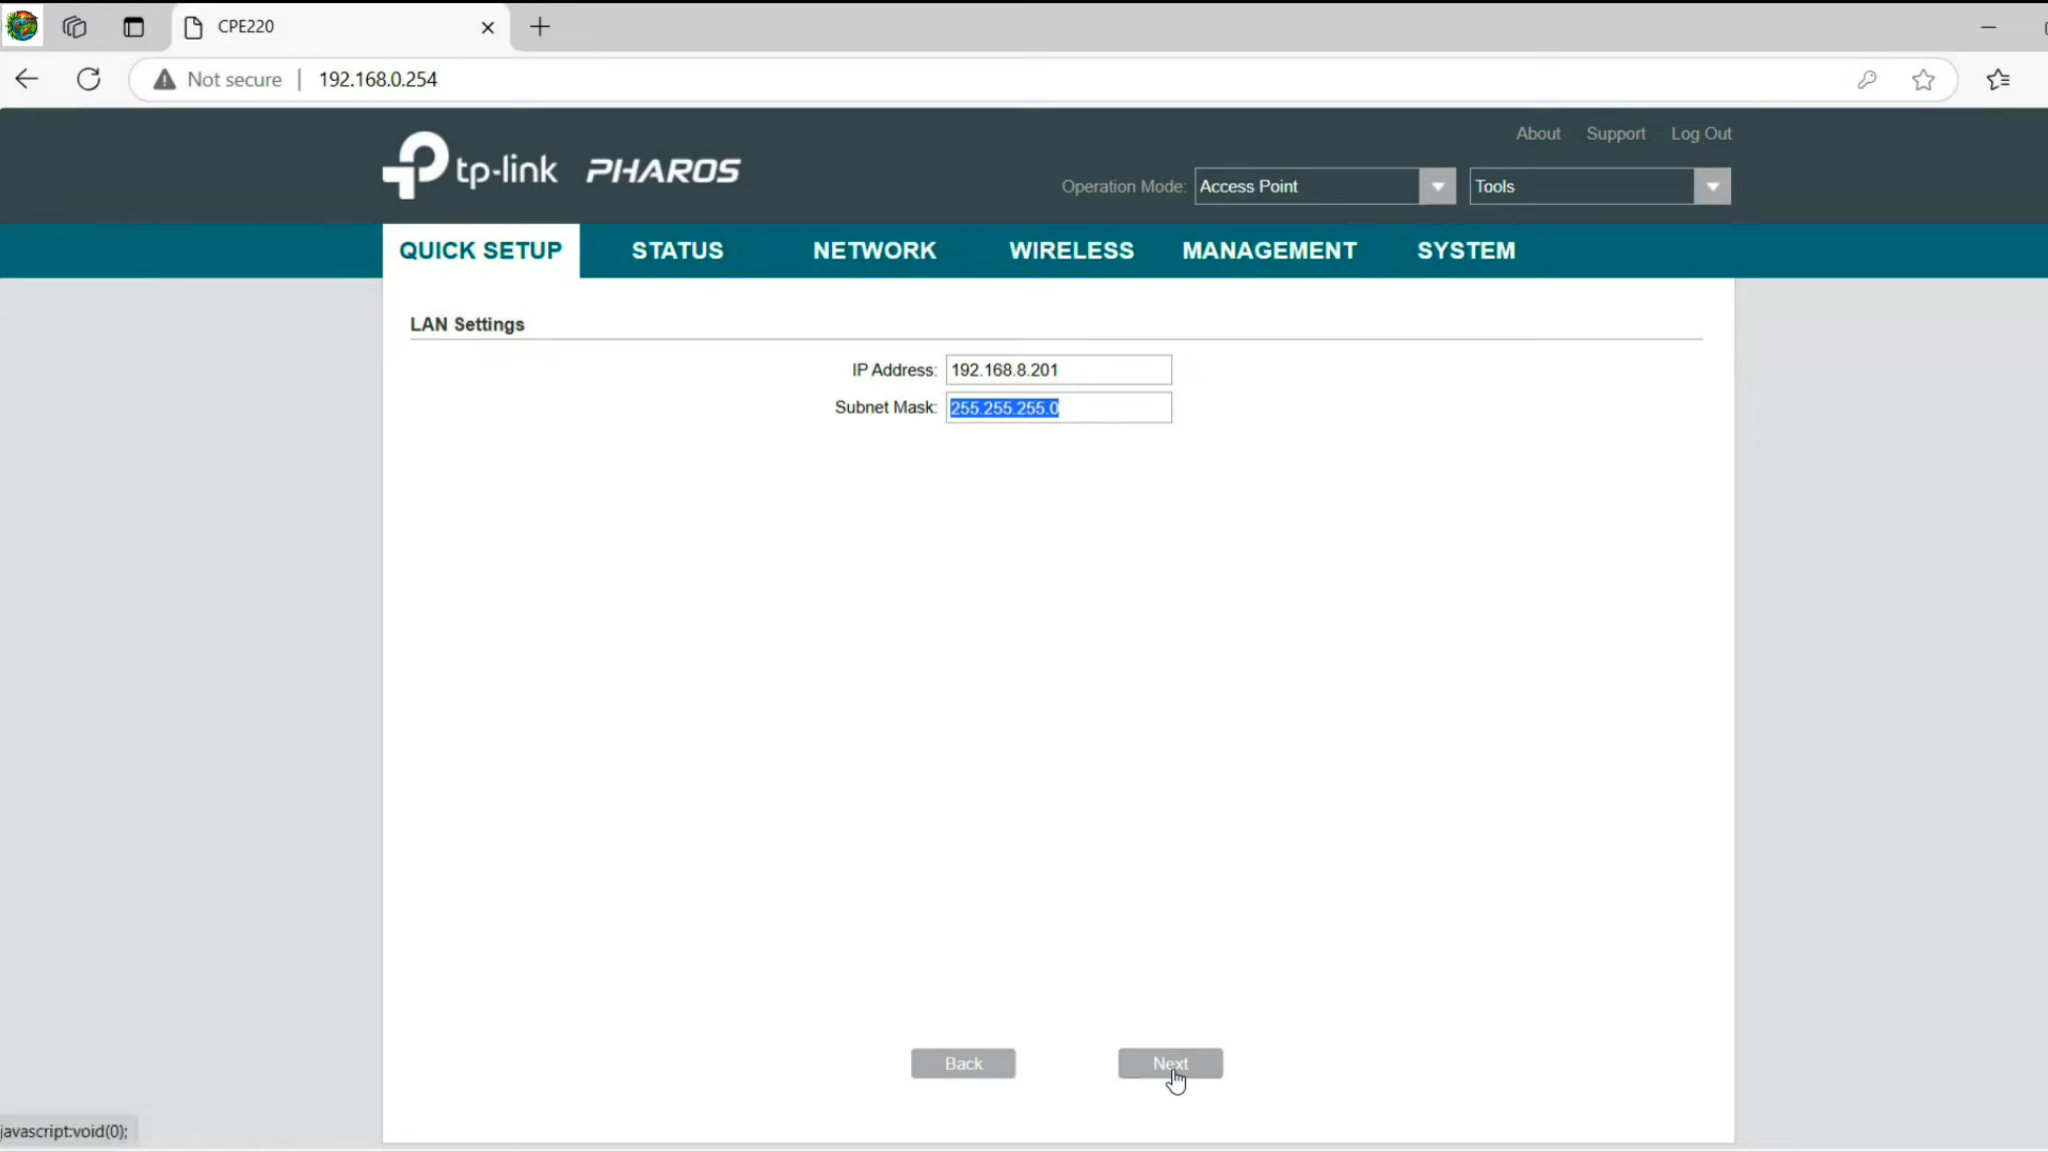 CPE220
Not secure | 192.168.0.254
About Support Log Out
tp-link PHAROS
Operation Mode: Access Point Tools
QUICK SETUP STATUS NETWORK WIRELESS MANAGEMENT SYSTEM
LAN Settings
IP Address: 192.168.8.201
Subnet Mask: 255.255.255.0
Back Next
javascript:void(0);